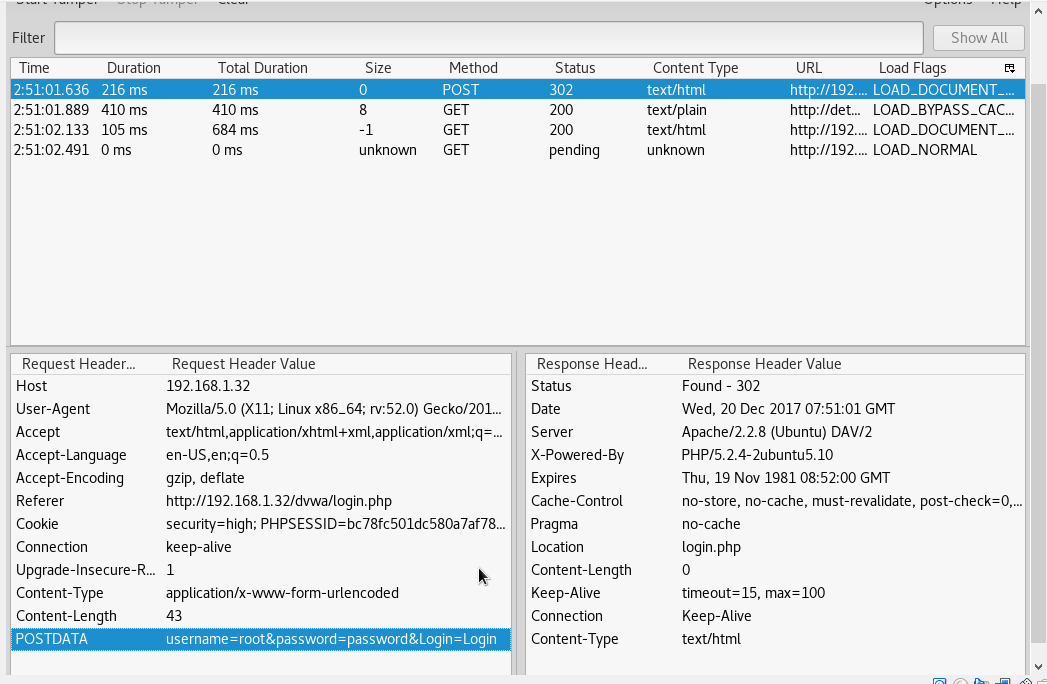 Start Tamper Stop Tamper Clear Options Help
Filter Show All
Time Duration Total Duration Size Method Status Content Type URL Load Flags
2:51:01.636 216 ms 216 ms 0 POST 302 text/html http://192.... LOAD_DOCUMENT_...
2:51:01.889 410 ms 410 ms 8 GET 200 text/plain http://det... LOAD_BYPASS_CAC...
2:51:02.133 105 ms 684 ms -1 GET 200 text/html http://192.... LOAD_DOCUMENT_...
2:51:02.491 0 ms 0 ms unknown GET pending unknown http://192.... LOAD_NORMAL
Request Header... Request Header Value
Host 192.168.1.32
User-Agent Mozilla/5.0 (X11; Linux x86_64; rv:52.0) Gecko/201...
Accept text/html,application/xhtml+xml,application/xml;q=...
Accept-Language en-US,en;q=0.5
Accept-Encoding gzip, deflate
Referer http://192.168.1.32/dvwa/login.php
Cookie security=high; PHPSESSID=bc78fc501dc580a7af78...
Connection keep-alive
Upgrade-Insecure-R... 1
Content-Type application/x-www-form-urlencoded
Content-Length 43
POSTDATA username=root&password=password&Login=Login
Response Head... Response Header Value
Status Found - 302
Date Wed, 20 Dec 2017 07:51:01 GMT
Server Apache/2.2.8 (Ubuntu) DAV/2
X-Powered-By PHP/5.2.4-2ubuntu5.10
Expires Thu, 19 Nov 1981 08:52:00 GMT
Cache-Control no-store, no-cache, must-revalidate, post-check=0,...
Pragma no-cache
Location login.php
Content-Length 0
Keep-Alive timeout=15, max=100
Connection Keep-Alive
Content-Type text/html